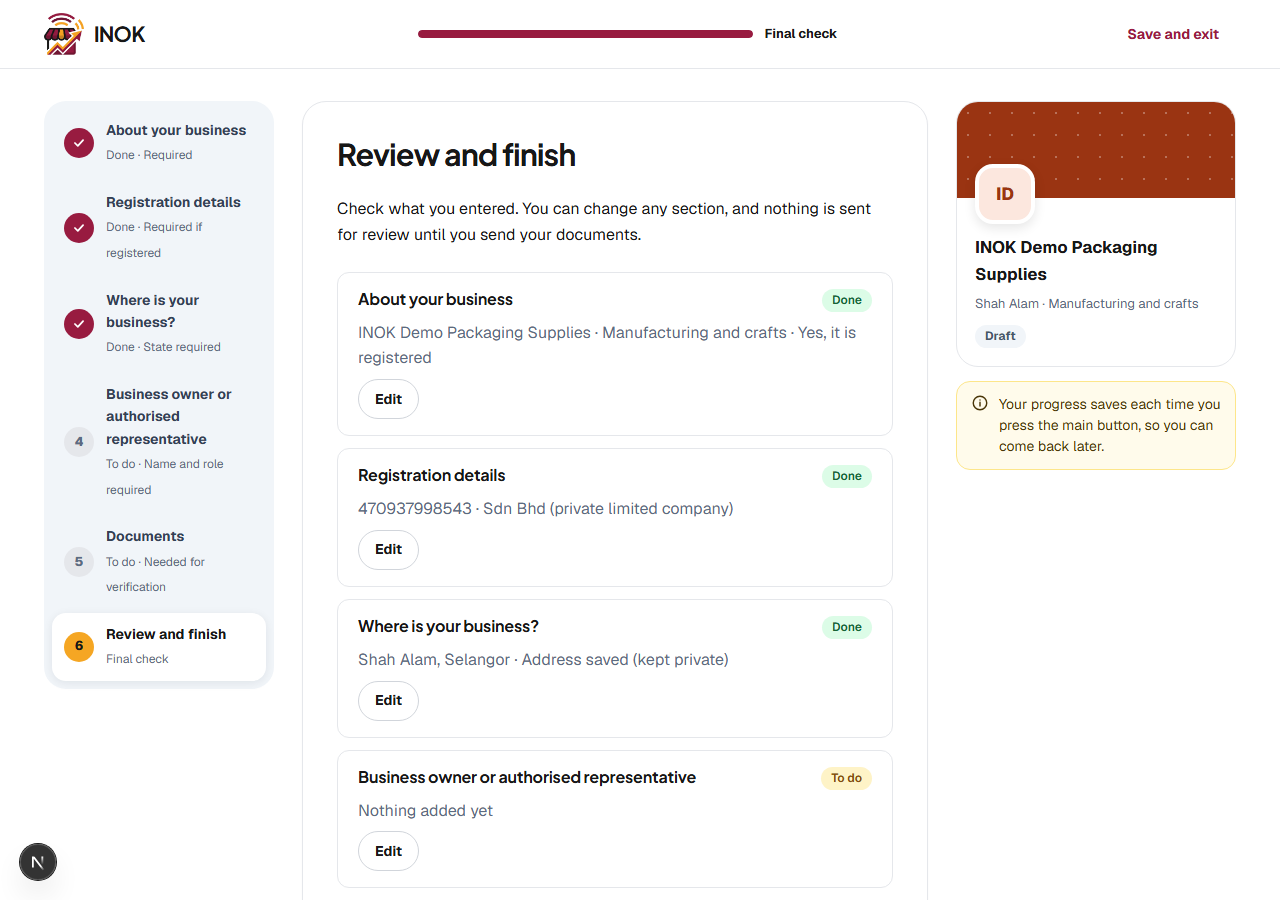 INOK
Final check
Save and exit
About your business
Done · Required
Registration details
Done · Required if
registered
Where is your
business?
Done · State required
4
Business owner or
authorised
representative
To do · Name and role
required
5
Documents
To do · Needed for
verification
6
Review and finish
Final check
Review and finish
Check what you entered. You can change any section, and nothing is sent
for review until you send your documents.
About your business
Done
INOK Demo Packaging Supplies · Manufacturing and crafts · Yes, it is
registered
Edit
Registration details
Done
470937998543 · Sdn Bhd (private limited company)
Edit
Where is your business?
Done
Shah Alam, Selangor · Address saved (kept private)
Edit
Business owner or authorised representative
To do
Nothing added yet
Edit
ID
INOK Demo Packaging
Supplies
Shah Alam · Manufacturing and crafts
Draft
Your progress saves each time you
press the main button, so you can
come back later.
N